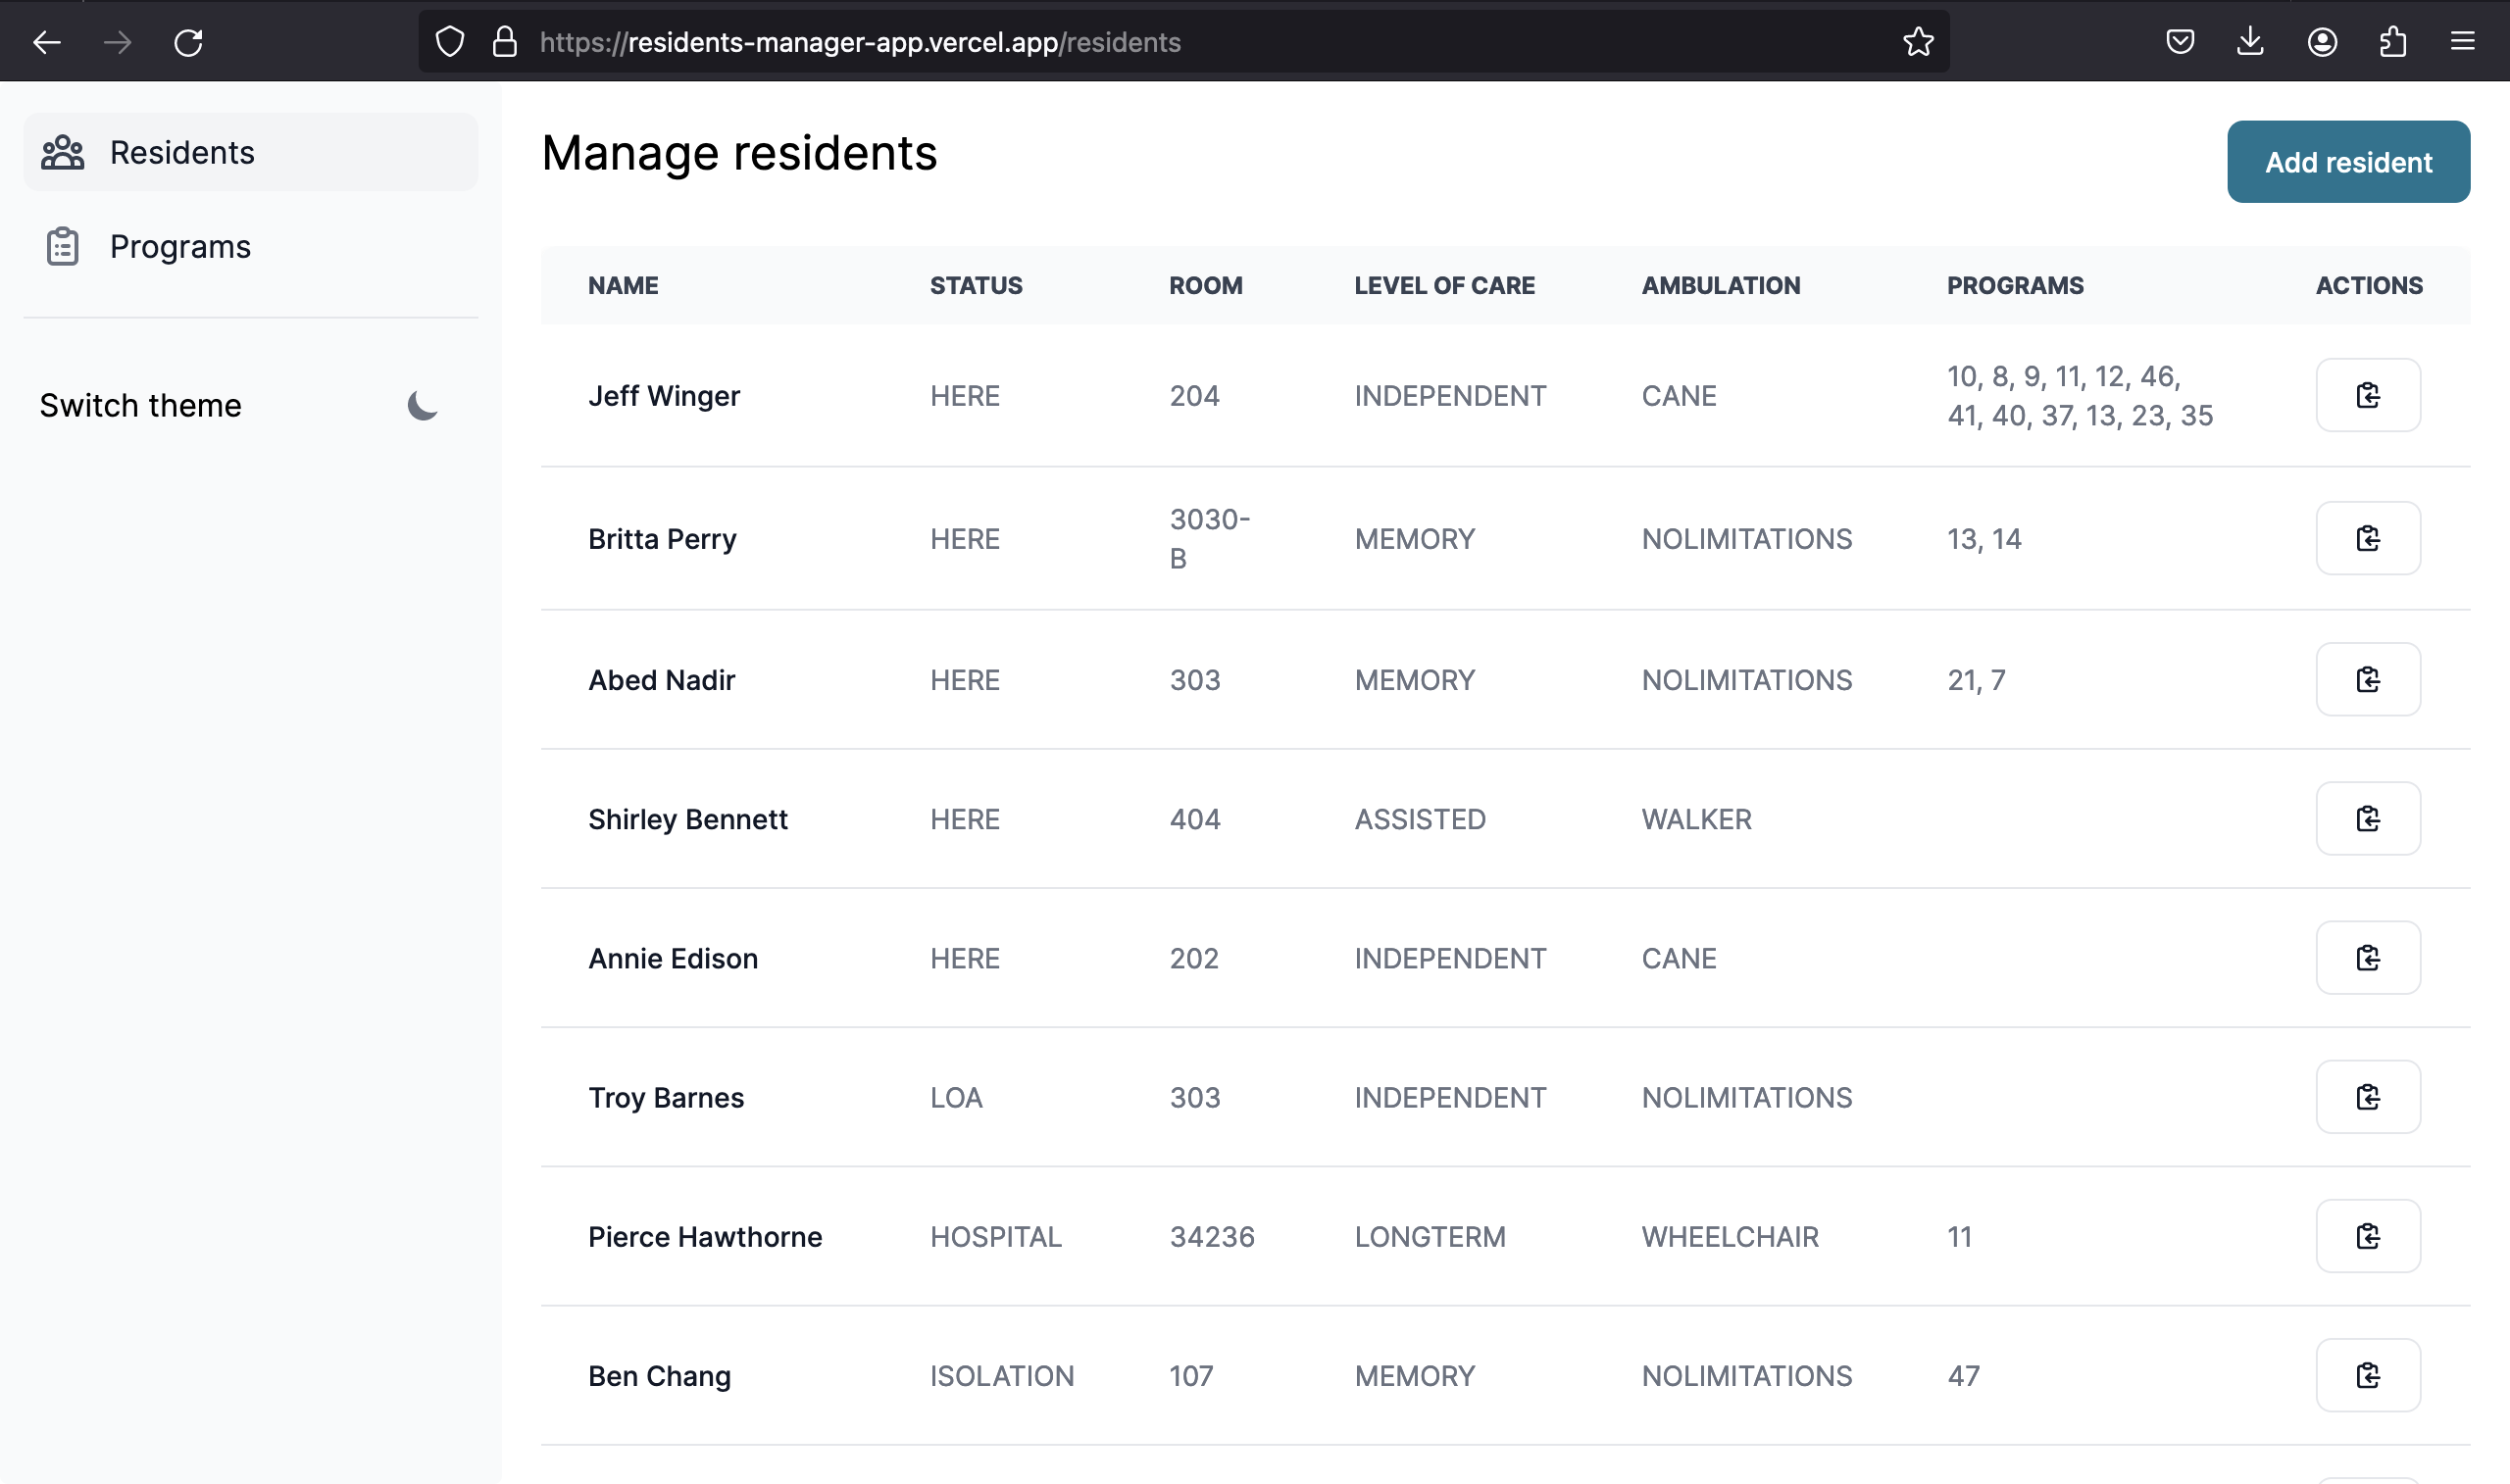 https://residents-manager-app.vercel.app/residents
Residents
Programs
Switch theme
Manage residents
Add resident
NAME STATUS ROOM LEVEL OF CARE AMBULATION PROGRAMS ACTIONS
Jeff Winger HERE 204 INDEPENDENT CANE 10, 8, 9, 11, 12, 46,
41, 40, 37, 13, 23, 35
Britta Perry HERE 3030-
B MEMORY NOLIMITATIONS 13, 14
Abed Nadir HERE 303 MEMORY NOLIMITATIONS 21, 7
Shirley Bennett HERE 404 ASSISTED WALKER
Annie Edison HERE 202 INDEPENDENT CANE
Troy Barnes LOA 303 INDEPENDENT NOLIMITATIONS
Pierce Hawthorne HOSPITAL 34236 LONGTERM WHEELCHAIR 11
Ben Chang ISOLATION 107 MEMORY NOLIMITATIONS 47